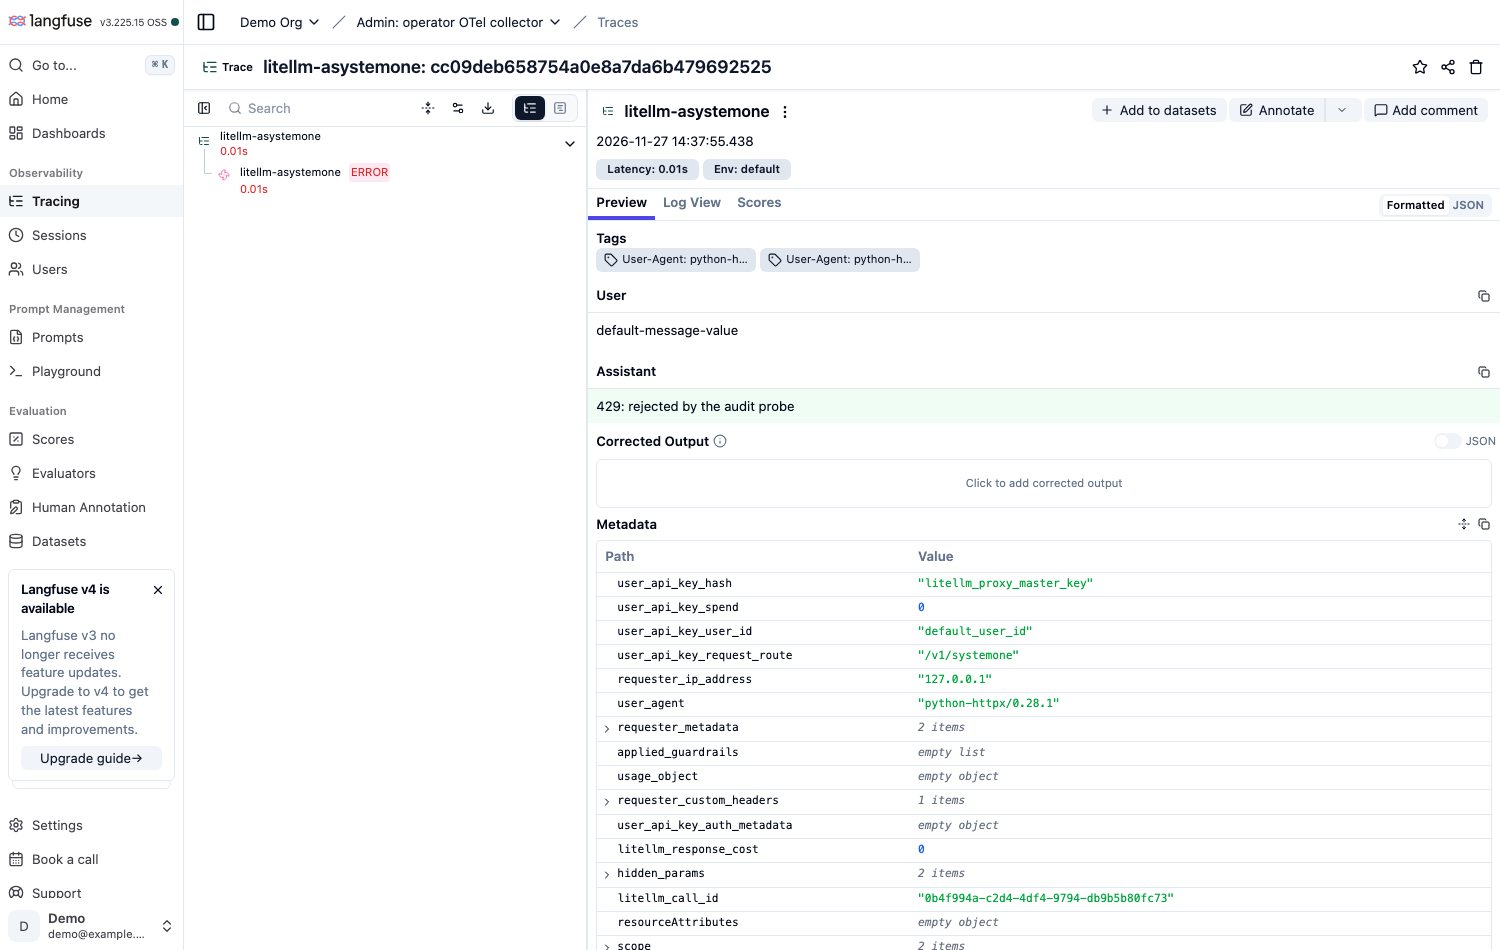 langfuse v3.225.15 OSS
Demo Org
Admin: operator OTel collector
Traces
Go to...
⌘ K
Home
Dashboards
Observability
Tracing
Sessions
Users
Prompt Management
Prompts
Playground
Evaluation
Scores
Evaluators
Human Annotation
Datasets
Langfuse v4 is
available
Langfuse v3 no
longer receives
feature updates.
Upgrade to v4 to get
the latest features
and improvements.
Upgrade guide→
Settings
Book a call
Support
D
Demo
demo@example....
Trace litellm-asystemone: cc09deb658754a0e8a7da6b479692525
Search
litellm-asystemone
0.01s
litellm-asystemone ERROR
0.01s
litellm-asystemone
Add to datasets
Annotate
Add comment
2026-11-27 14:37:55.438
Latency: 0.01s
Env: default
Preview
Log View
Scores
Formatted
JSON
Tags
User-Agent: python-h...
User-Agent: python-h...
User
default-message-value
Assistant
429: rejected by the audit probe
Corrected Output
JSON
Click to add corrected output
Metadata
Path Value
user_api_key_hash "litellm_proxy_master_key"
user_api_key_spend 0
user_api_key_user_id "default_user_id"
user_api_key_request_route "/v1/systemone"
requester_ip_address "127.0.0.1"
user_agent "python-httpx/0.28.1"
requester_metadata 2 items
applied_guardrails empty list
usage_object empty object
requester_custom_headers 1 items
user_api_key_auth_metadata empty object
litellm_response_cost 0
hidden_params 2 items
litellm_call_id "0b4f994a-c2d4-4df4-9794-db9b5b80fc73"
resourceAttributes empty object
scope 2 items